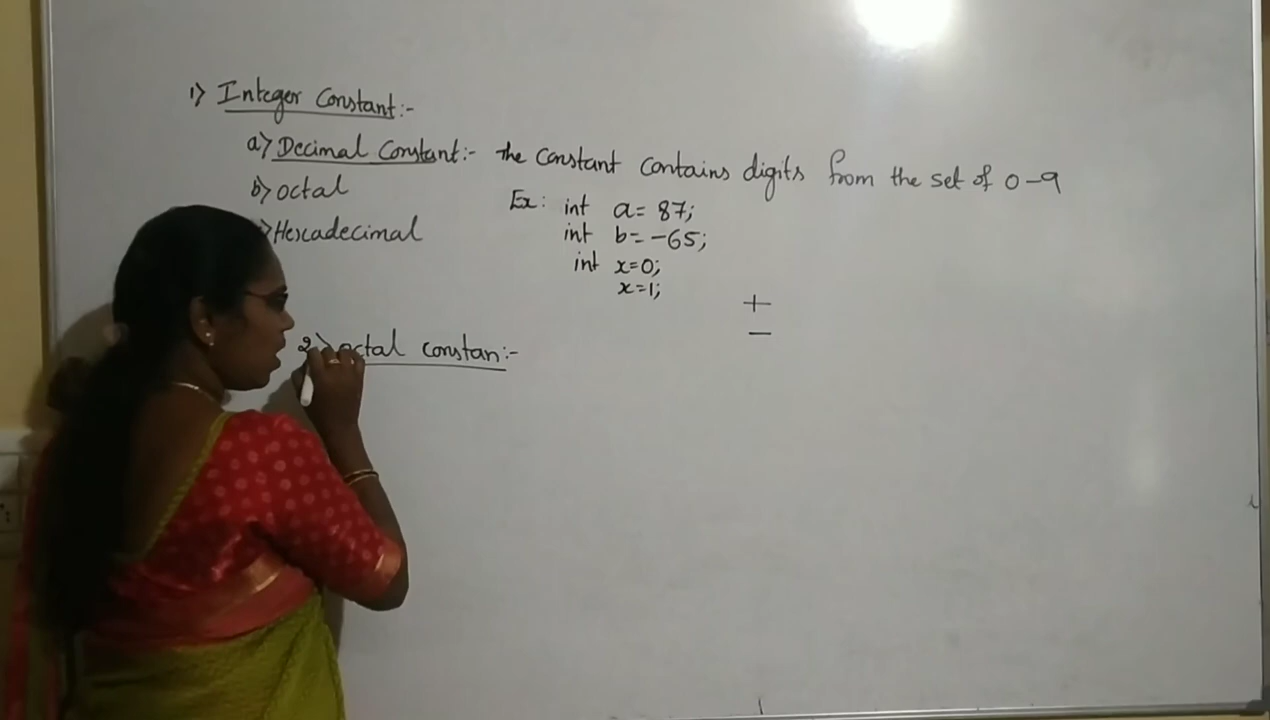 1) Integer Constant:-
a) Decimal Constant:- The Constant Contains digits from the set of 0-9
b) octal
) Hexadecimal
Ex: int a= 87;
int b= -65;
int x=0;
x=1;
+
-
2) octal constan:-